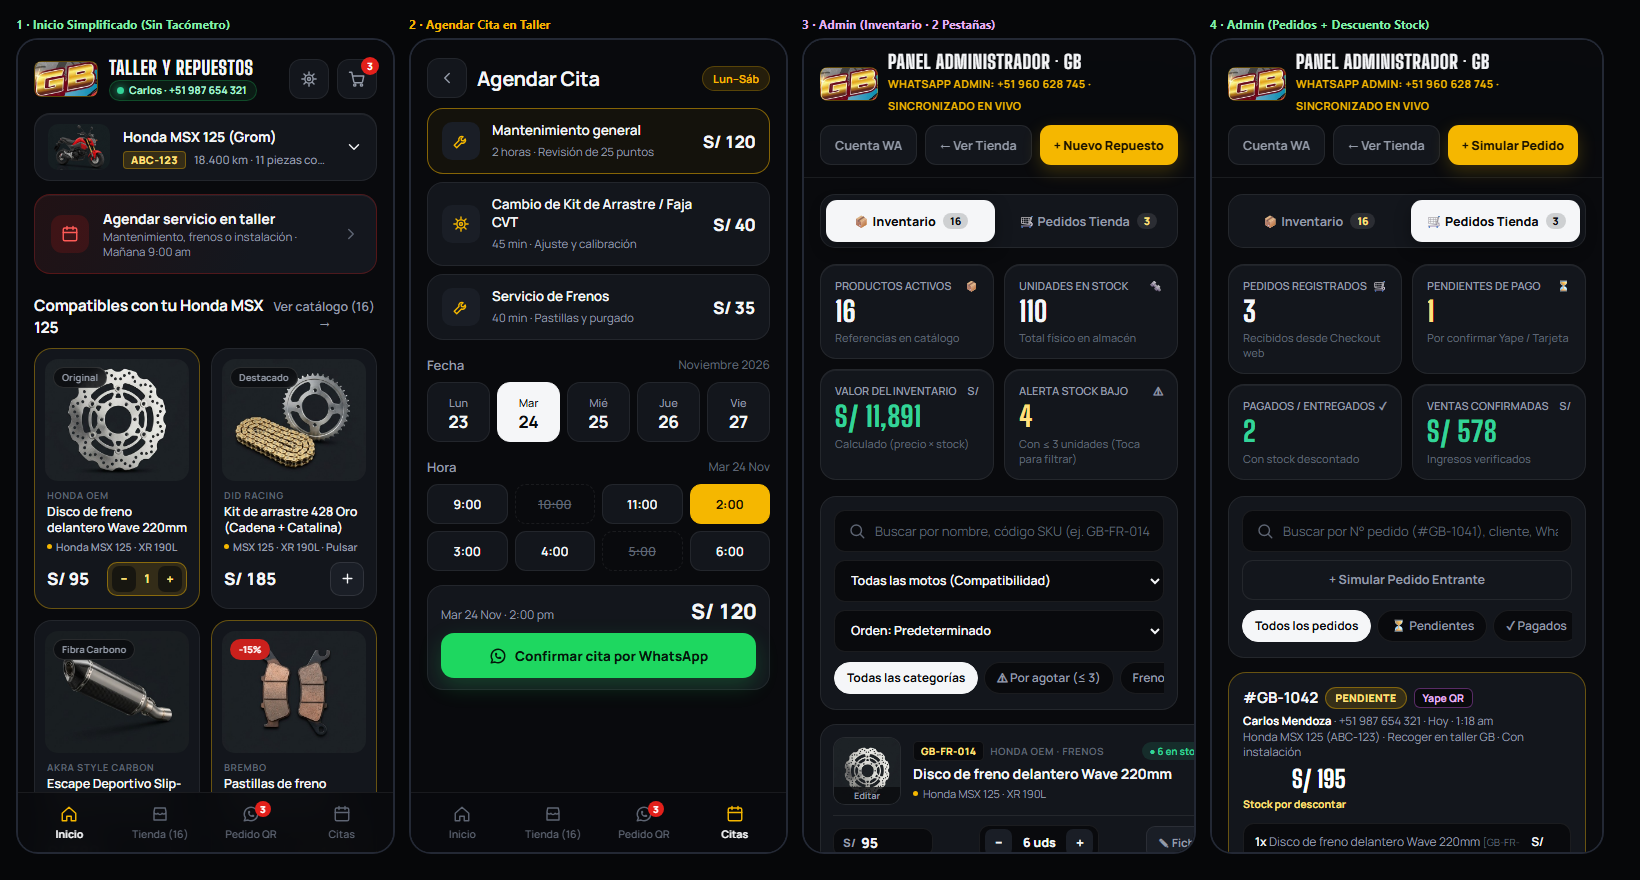 1 · Inicio Simplificado (Sin Tacómetro)
GB
TALLER Y REPUESTOS
Carlos · +51 987 654 321
3
Honda MSX 125 (Grom)
ABC-123
18.400 km · 11 piezas co...
Agendar servicio en taller
Mantenimiento, frenos o instalación ·
Mañana 9:00 am
Compatibles con tu Honda MSX
125
Ver catálogo (16)
→
Original
HONDA OEM
Disco de freno
delantero Wave 220mm
Honda MSX 125 · XR 190L
S/ 95
− 1 +
Destacado
DID RACING
Kit de arrastre 428 Oro
(Cadena + Catalina)
MSX 125 · XR 190L · Pulsar
S/ 185
+
Fibra Carbono
AKRA STYLE CARBON
Escape Deportivo Slip-
-15%
BREMBO
Pastillas de freno
Inicio
Tienda (16)
3
Pedido QR
Citas
2 · Agendar Cita en Taller
Agendar Cita
Lun–Sáb
Mantenimiento general
2 horas · Revisión de 25 puntos
S/ 120
Cambio de Kit de Arrastre / Faja
CVT
45 min · Ajuste y calibración
S/ 40
Servicio de Frenos
40 min · Pastillas y purgado
S/ 35
Fecha
Noviembre 2026
Lun
23
Mar
24
Mié
25
Jue
26
Vie
27
Hora
Mar 24 Nov
9:00
10:00
11:00
2:00
3:00
4:00
5:00
6:00
Mar 24 Nov · 2:00 pm
S/ 120
Confirmar cita por WhatsApp
Inicio
Tienda (16)
3
Pedido QR
Citas
3 · Admin (Inventario · 2 Pestañas)
GB
PANEL ADMINISTRADOR · GB
WHATSAPP ADMIN: +51 960 628 745 ·
SINCRONIZADO EN VIVO
Cuenta WA
← Ver Tienda
+ Nuevo Repuesto
Inventario 16
Pedidos Tienda 3
PRODUCTOS ACTIVOS
16
Referencias en catálogo
UNIDADES EN STOCK
110
Total físico en almacén
VALOR DEL INVENTARIO S/
S/ 11,891
Calculado (precio × stock)
ALERTA STOCK BAJO ⚠
4
Con ≤ 3 unidades (Toca
para filtrar)
Buscar por nombre, código SKU (ej. GB-FR-014
Todas las motos (Compatibilidad)
Orden: Predeterminado
Todas las categorías
⚠ Por agotar (≤ 3)
Freno
GB-FR-014
HONDA OEM · FRENOS
● 6 en sto
Disco de freno delantero Wave 220mm
Honda MSX 125 · XR 190L
Editar
S/ 95
− 6 uds +
✎ Fich
4 · Admin (Pedidos + Descuento Stock)
GB
PANEL ADMINISTRADOR · GB
WHATSAPP ADMIN: +51 960 628 745 ·
SINCRONIZADO EN VIVO
Cuenta WA
← Ver Tienda
+ Simular Pedido
Inventario 16
Pedidos Tienda 3
PEDIDOS REGISTRADOS
3
Recibidos desde Checkout
web
PENDIENTES DE PAGO
1
Por confirmar Yape / Tarjeta
PAGADOS / ENTREGADOS ✓
2
Con stock descontado
VENTAS CONFIRMADAS S/
S/ 578
Ingresos verificados
Buscar por N° pedido (#GB-1041), cliente, Wha
+ Simular Pedido Entrante
Todos los pedidos
Pendientes
✓ Pagados
#GB-1042
PENDIENTE
Yape QR
Carlos Mendoza · +51 987 654 321 · Hoy · 1:18 am
Honda MSX 125 (ABC-123) · Recoger en taller GB · Con
instalación
S/ 195
Stock por descontar
1x Disco de freno delantero Wave 220mm [GB-FR-
S/